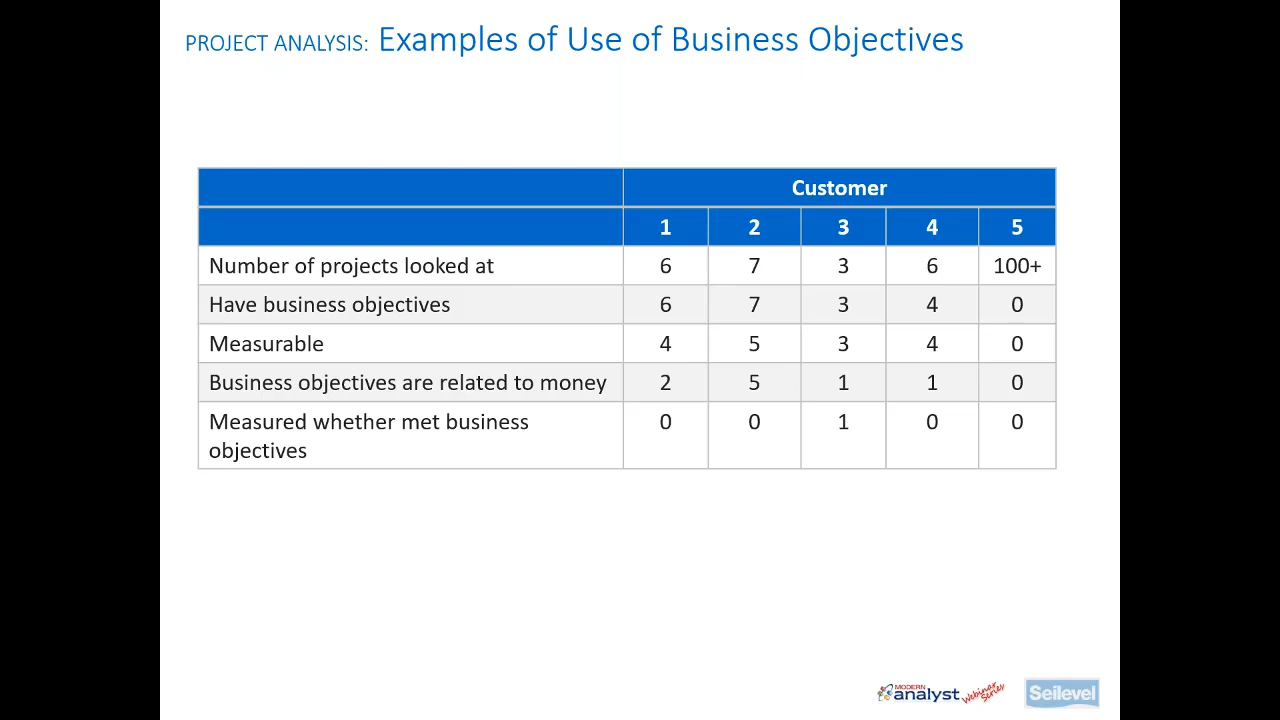 PROJECT ANALYSIS: Examples of Use of Business Objectives
Customer
1 2 3 4 5
Number of projects looked at 6 7 3 6 100+
Have business objectives 6 7 3 4 0
Measurable 4 5 3 4 0
Business objectives are related to money 2 5 1 1 0
Measured whether met business 0 0 1 0 0
objectives
MODERN
analyst Webinar
Series
Seilevel